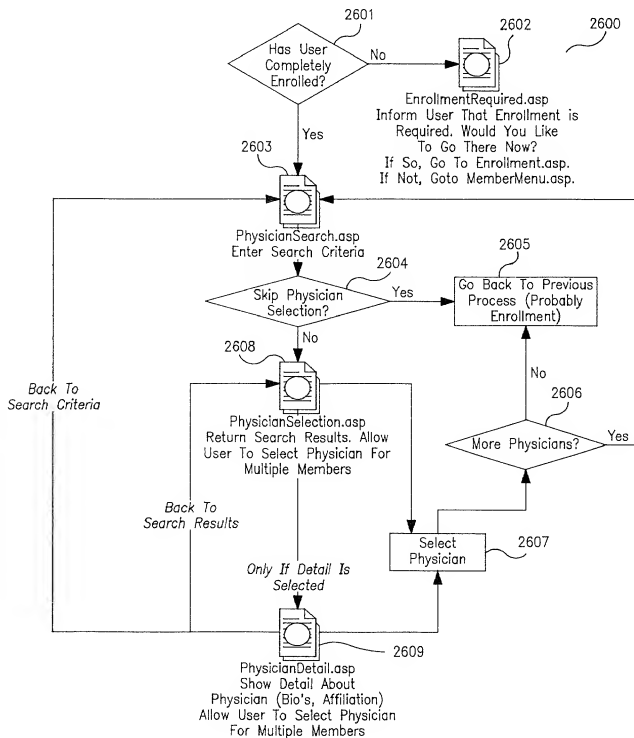 2601
Has User
Completely
Enrolled?
No
2602
2600
EnrollmentRequired.asp
Inform User That Enrollment is
Required. Would You Like
To Go There Now?
If So, Go To Enrollment.asp.
If Not, Goto MemberMenu.asp.
Yes
2603
PhysicianSearch.asp
Enter Search Criteria
2604
Skip Physician
Selection?
Yes
2605
Go Back To Previous
Process (Probably
Enrollment)
No
2608
PhysicianSelection.asp
Return Search Results. Allow
User To Select Physician For
Multiple Members
Back To
Search Criteria
No
2606
More Physicians?
Yes
Back To
Search Results
Select
Physician
2607
Only If Detail Is
Selected
2609
PhysicianDetail.asp
Show Detail About
Physician (Bio's, Affiliation)
Allow User To Select Physician
For Multiple Members